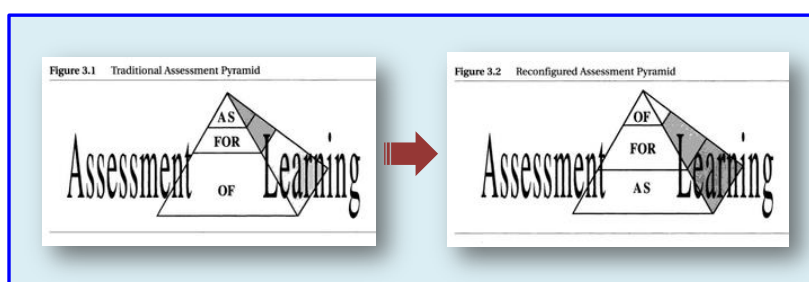 Figure 3.1 Traditional Assessment Pyramid
AS
FOR
OF
Assessment Learning
Figure 3.2 Reconfigured Assessment Pyramid
OF
FOR
AS
Assessment Learning